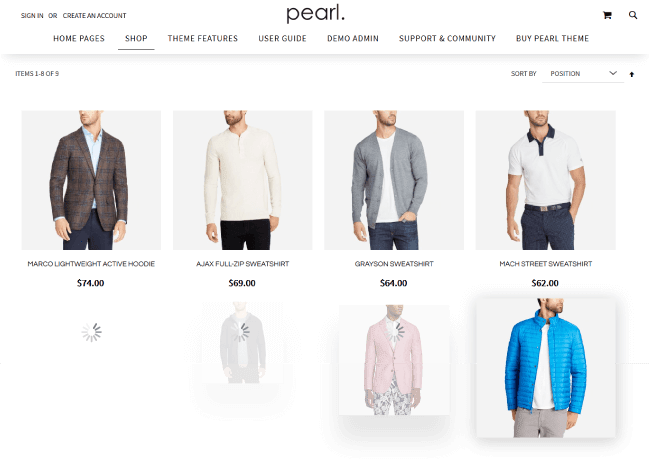 SIGN IN OR CREATE AN ACCOUNT
pearl.
HOME PAGES SHOP THEME FEATURES USER GUIDE DEMO ADMIN SUPPORT & COMMUNITY BUY PEARL THEME
ITEMS 1-8 OF 9
SORT BY POSITION
MARCO LIGHTWEIGHT ACTIVE HOODIE
$74.00
AJAX FULL-ZIP SWEATSHIRT
$69.00
GRAYSON SWEATSHIRT
$64.00
MACH STREET SWEATSHIRT
$62.00